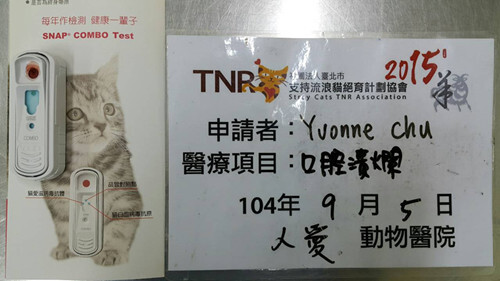 每年作檢測 健康一輩子
SNAP® COMBO Test
COMBO
TNR
社團法人臺北市
支持流浪貓絕育計劃協會
Stray Cats TNR Association
2015
羊
申請者：Yvonne chu
醫療項目：口腔潰爛
104年 9 月 5 日
人愛 動物醫院